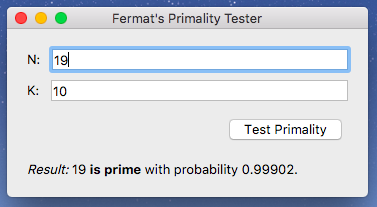 Fermat's Primality Tester
N: 19
K: 10
Test Primality
Result: 19 is prime with probability 0.99902.